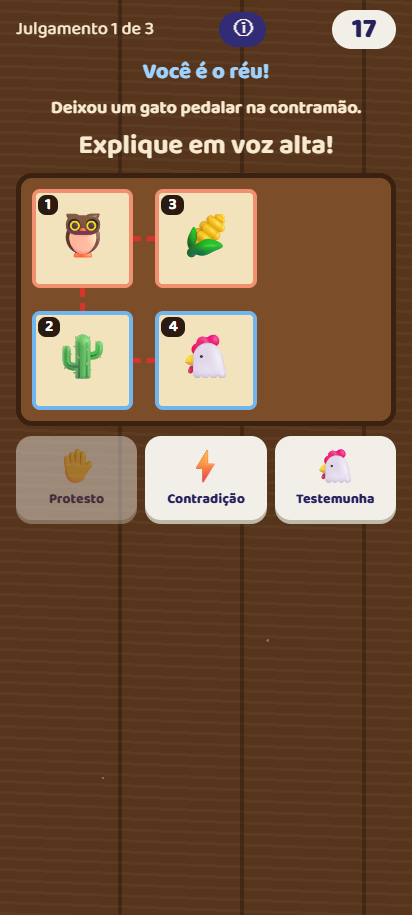 Julgamento 1 de 3
17
Você é o réu!
Deixou um gato pedalar na contramão.
Explique em voz alta!
1
3
2
4
Protesto
Contradição
Testemunha